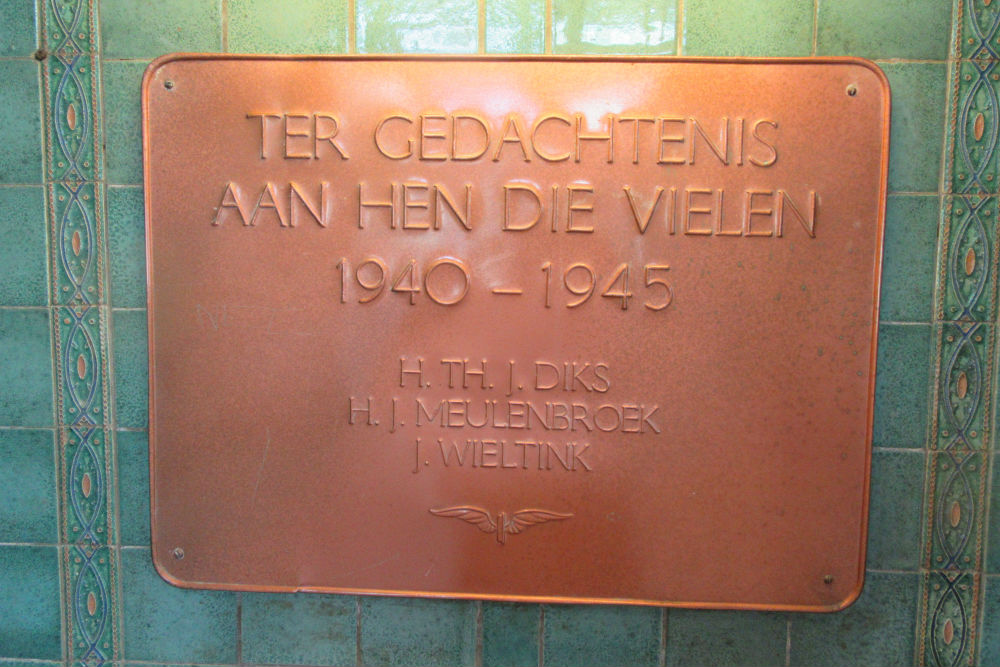 TER GEDACHTENIS
AAN HEN DIE VIELEN
1940 – 1945
H. TH. J. DIKS
H. J. MEULENBROEK
J. WIELTINK